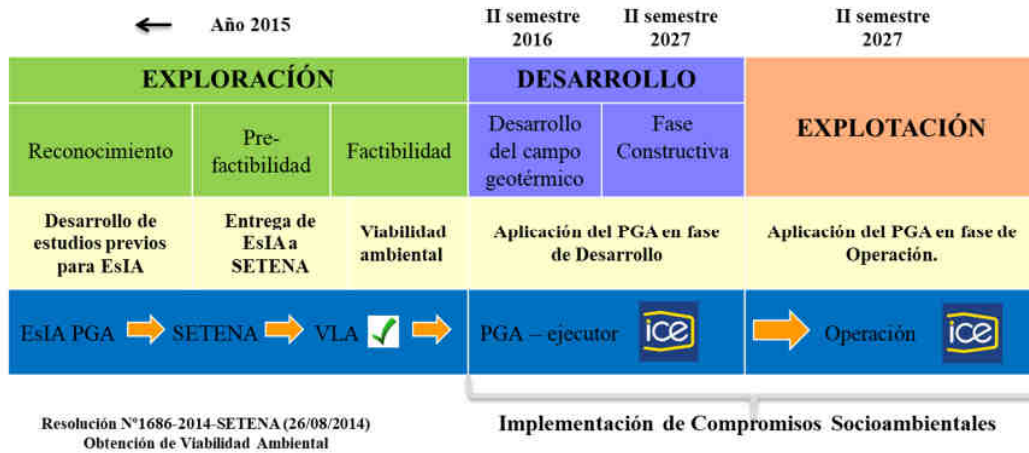 Año 2015
II semestre
2016
II semestre
2027
II semestre
2027
EXPLORACÍÓN
DESARROLLO
EXPLOTACIÓN
Reconocimiento
Pre-
factibilidad
Factibilidad
Desarrollo
del campo
geotérmico
Fase
Constructiva
Desarrollo de
estudios previos
para EsIA
Entrega de
EsIA a
SETENA
Viabilidad
ambiental
Aplicación del PGA en fase
de Desarrollo
Aplicación del PGA en fase de
Operación.
EsIA PGA
SETENA
VLA
PGA – ejecutor
ice
Operación
ice
Resolución Nº1686-2014-SETENA (26/08/2014)
Obtención de Viabilidad Ambiental
Implementación de Compromisos Socioambientales